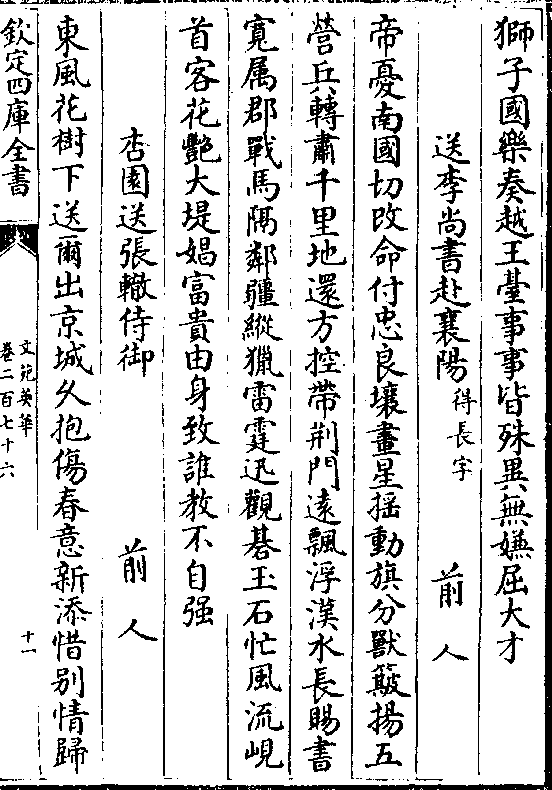 獅子國樂奏越王臺事事皆殊異無嫌屈大才
送李尚書赴襄陽得長字 前人
帝憂南國切改命付忠良壤畫星摇動旗分獸簸揚五
營兵轉肅千里地還方控帶荆門遠飄浮漢水長賜書
寛属郡戰馬隔鄰疆縱獵雷霆迅觀碁玉石忙風流峴
首客花艷大堤娼富貴由身致誰教不自强
杏園送張轍侍御 前人
東風花樹下送爾出京城久抱傷春意新添惜别情歸
欽定四庫全書
文苑英華
卷二百七十六
十一